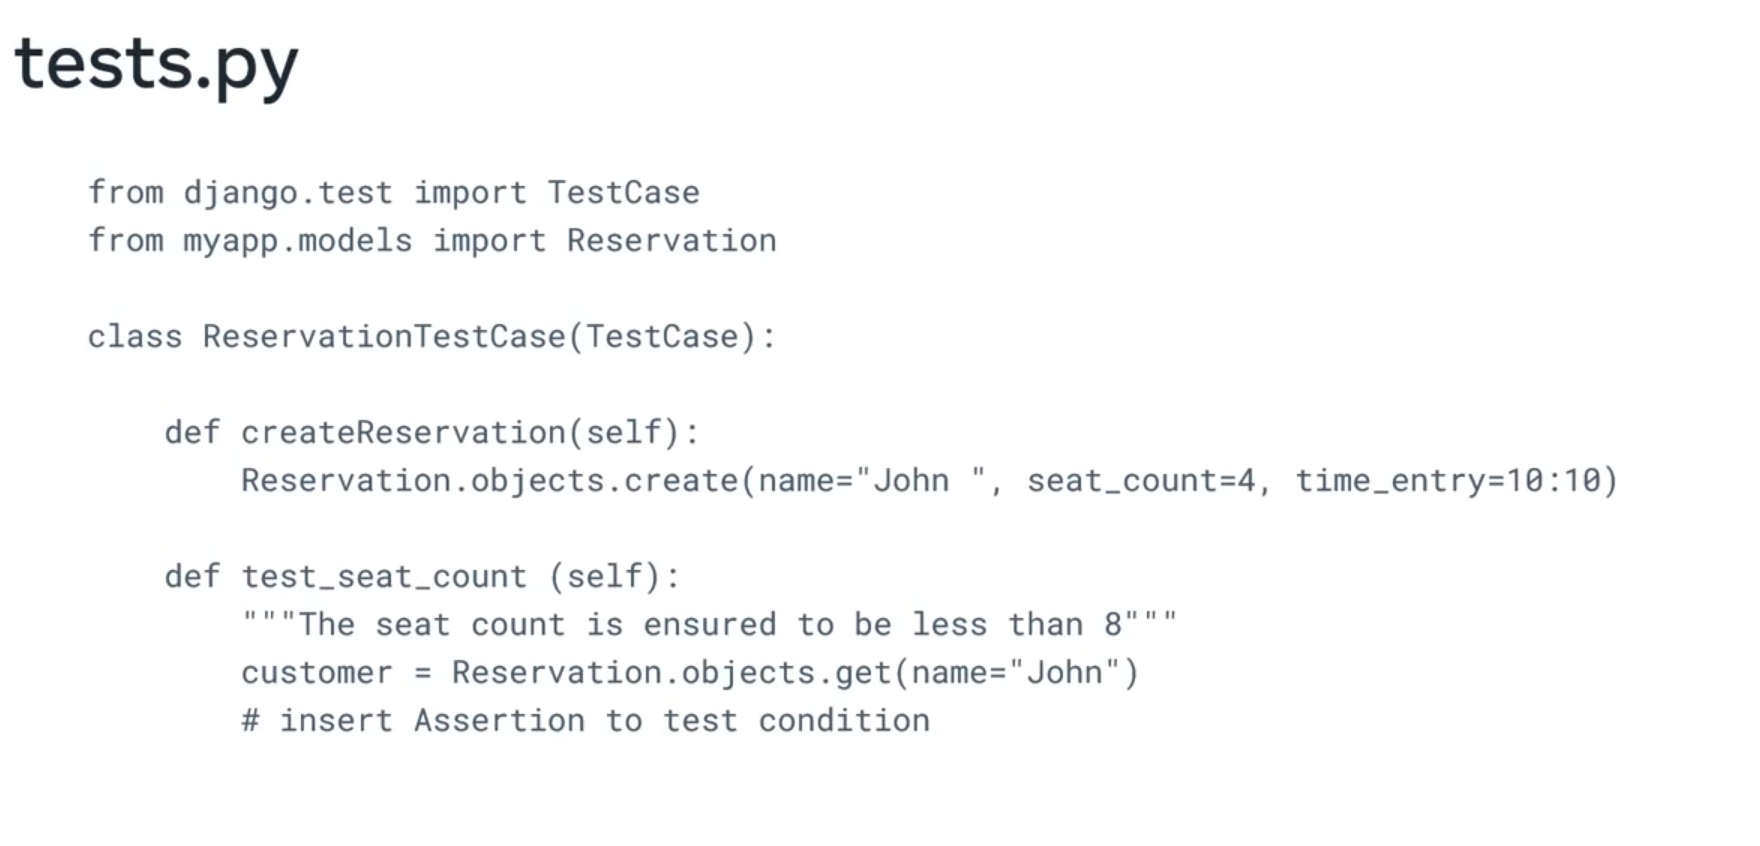 tests.py
from django.test import TestCase
from myapp.models import Reservation
class ReservationTestCase(TestCase):
    def createReservation(self):
        Reservation.objects.create(name="John ", seat_count=4, time_entry=10:10)
    def test_seat_count (self):
        """The seat count is ensured to be less than 8"""
        customer = Reservation.objects.get(name="John")
        # insert Assertion to test condition